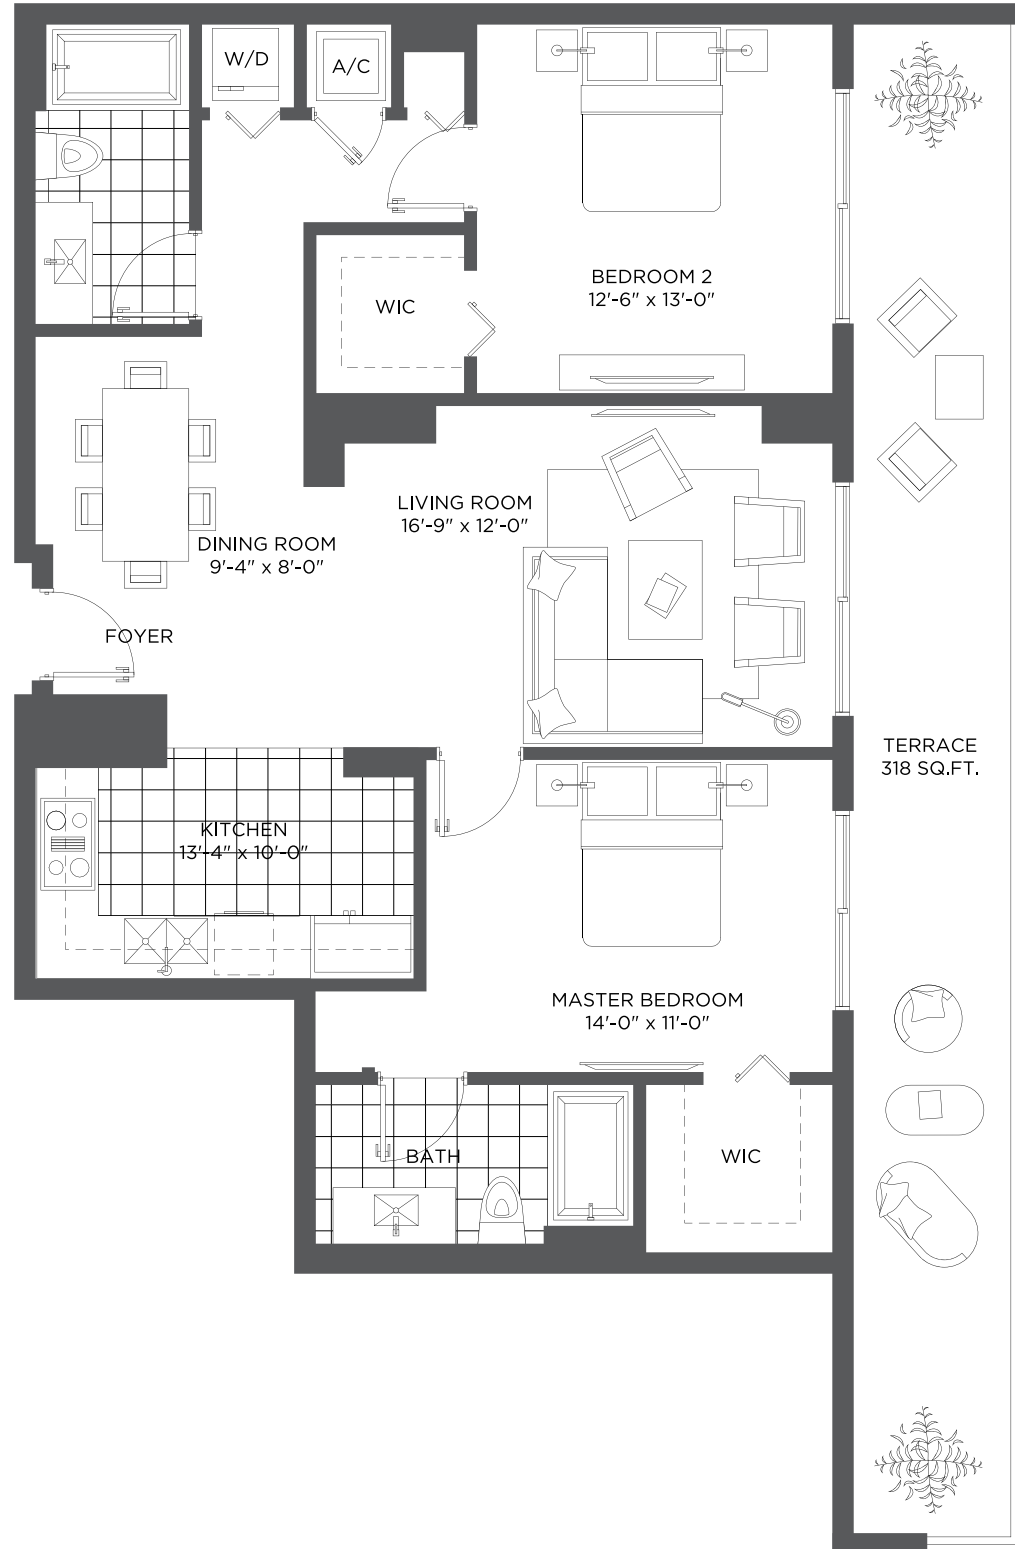 W/D
A/C
BEDROOM 2
12'-6" x 13'-0"
WIC
LIVING ROOM
16'-9" x 12'-0"
DINING ROOM
9'-4" x 8'-0"
FOYER
TERRACE
318 SQ.FT.
KITCHEN
13'-4" x 10'-0"
MASTER BEDROOM
14'-0" x 11'-0"
BATH
WIC